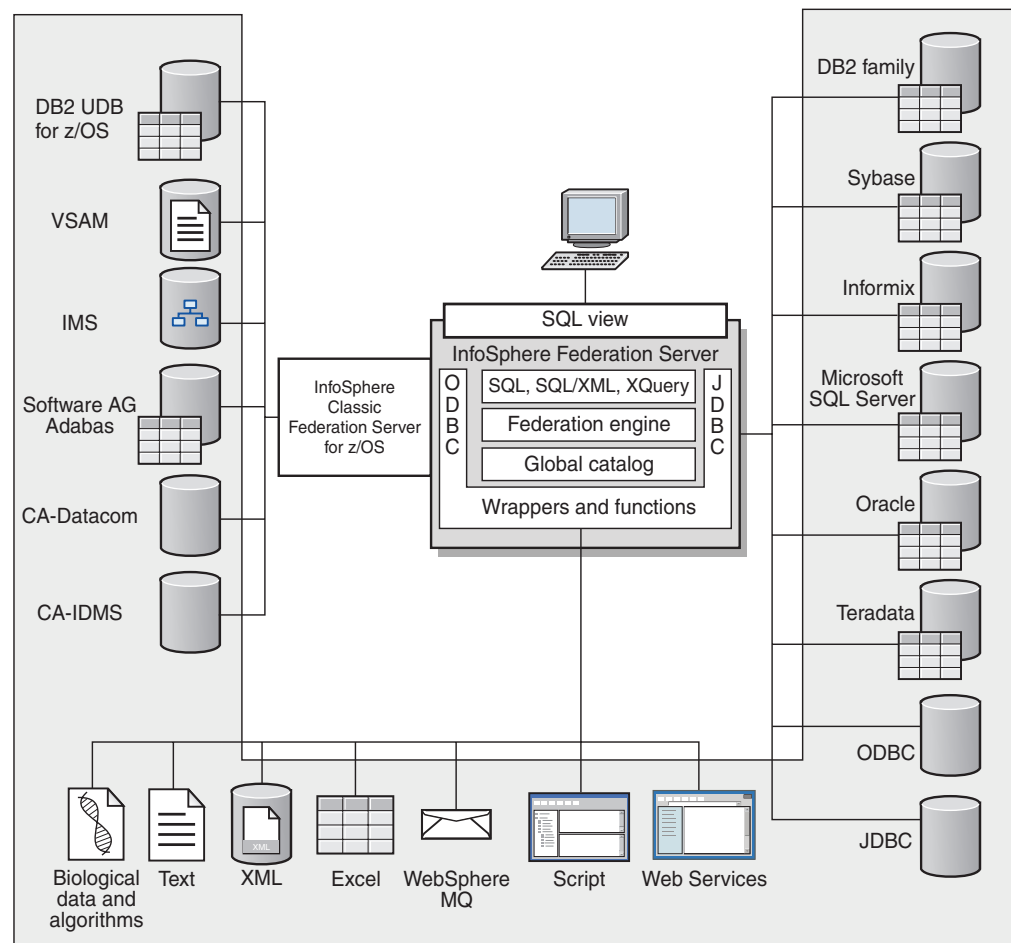 DB2 UDB
for z/OS
VSAM
IMS
Software AG
Adabas
CA-Datacom
CA-IDMS
InfoSphere
Classic
Federation Server
for z/OS
SQL view
InfoSphere Federation Server
ODBC
SQL, SQL/XML, XQuery
Federation engine
Global catalog
JDBC
Wrappers and functions
DB2 family
Sybase
Informix
Microsoft
SQL Server
Oracle
Teradata
ODBC
JDBC
XML
Biological
data and
algorithms
Text
XML
Excel
WebSphere
MQ
Script
Web Services